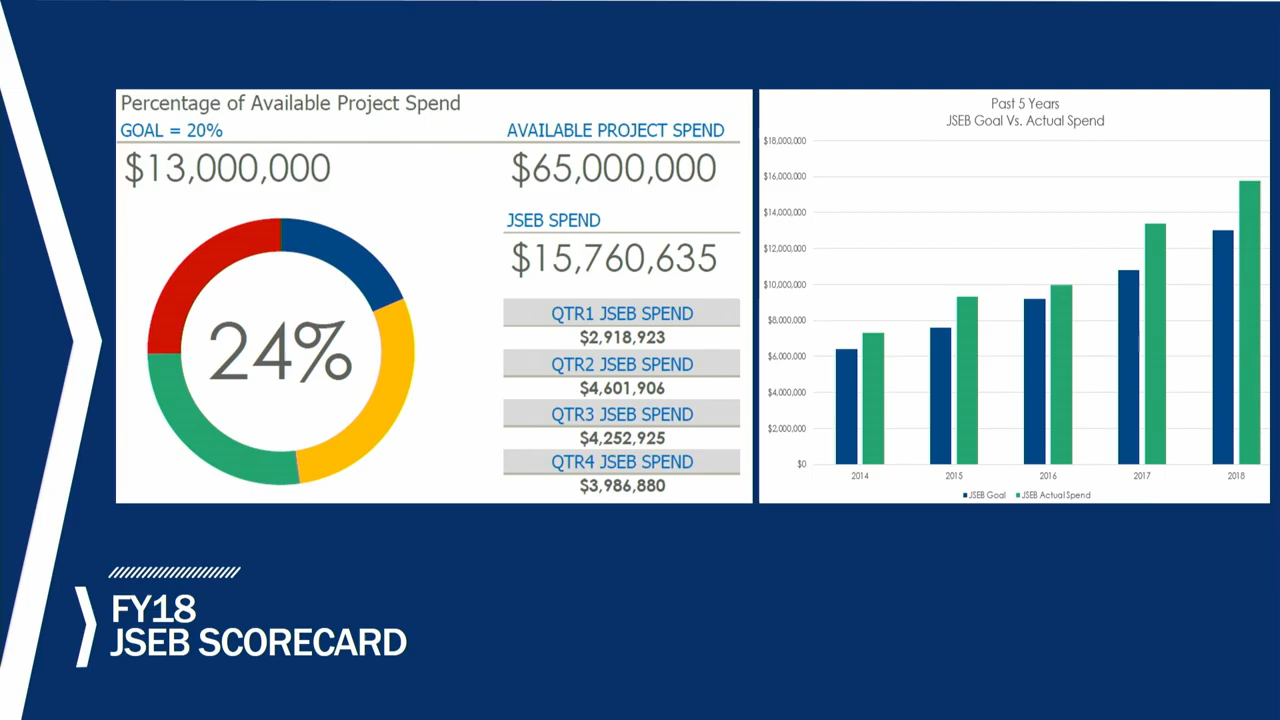 Percentage of Available Project Spend
GOAL = 20%
$13,000,000
AVAILABLE PROJECT SPEND
$65,000,000
JSEB SPEND
$15,760,635
24%
QTR1 JSEB SPEND
$2,918,923
QTR2 JSEB SPEND
$4,601,906
QTR3 JSEB SPEND
$4,252,925
QTR4 JSEB SPEND
$3,986,880
Past 5 Years
JSEB Goal Vs. Actual Spend
$18,000,000
$16,000,000
$14,000,000
$12,000,000
$10,000,000
$8,000,000
$6,000,000
$4,000,000
$2,000,000
$0
2014 2015 2016 2017 2018
JSEB Goal JSEB Actual Spend
FY18
JSEB SCORECARD